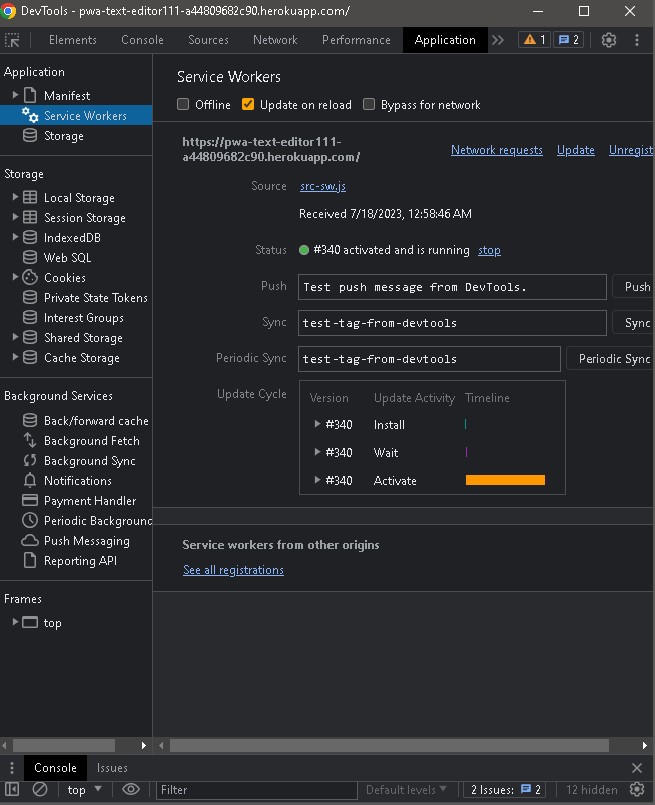 DevTools - pwa-text-editor111-a44809682c90.herokuapp.com/
Elements Console Sources Network Performance Application 1 2
Application
Manifest
Service Workers
Storage
Storage
Local Storage
Session Storage
IndexedDB
Web SQL
Cookies
Private State Tokens
Interest Groups
Shared Storage
Cache Storage
Background Services
Back/forward cache
Background Fetch
Background Sync
Notifications
Payment Handler
Periodic Background
Push Messaging
Reporting API
Frames
top
Service Workers
Offline Update on reload Bypass for network
https://pwa-text-editor111-
a44809682c90.herokuapp.com/
Network requests Update Unregist
Source src-sw.js
Received 7/18/2023, 12:58:46 AM
Status #340 activated and is running stop
Push Test push message from DevTools. Push
Sync test-tag-from-devtools Sync
Periodic Sync test-tag-from-devtools Periodic Sync
Update Cycle
Version Update Activity Timeline
#340 Install
#340 Wait
#340 Activate
Service workers from other origins
See all registrations
Console Issues
top Filter Default levels 2 Issues: 2 12 hidden